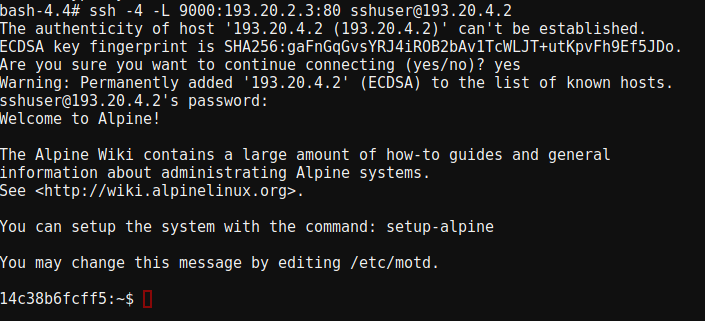 bash-4.4# ssh -4 -L 9000:193.20.2.3:80 sshuser@193.20.4.2
The authenticity of host '193.20.4.2 (193.20.4.2)' can't be established.
ECDSA key fingerprint is SHA256:gaFnGqGvsYRJ4iROB2bAv1TcWLJT+utKpvFh9Ef5JDo.
Are you sure you want to continue connecting (yes/no)? yes
Warning: Permanently added '193.20.4.2' (ECDSA) to the list of known hosts.
sshuser@193.20.4.2's password:
Welcome to Alpine!
The Alpine Wiki contains a large amount of how-to guides and general
information about administrating Alpine systems.
See <http://wiki.alpinelinux.org>.
You can setup the system with the command: setup-alpine
You may change this message by editing /etc/motd.
14c38b6fcff5:~$